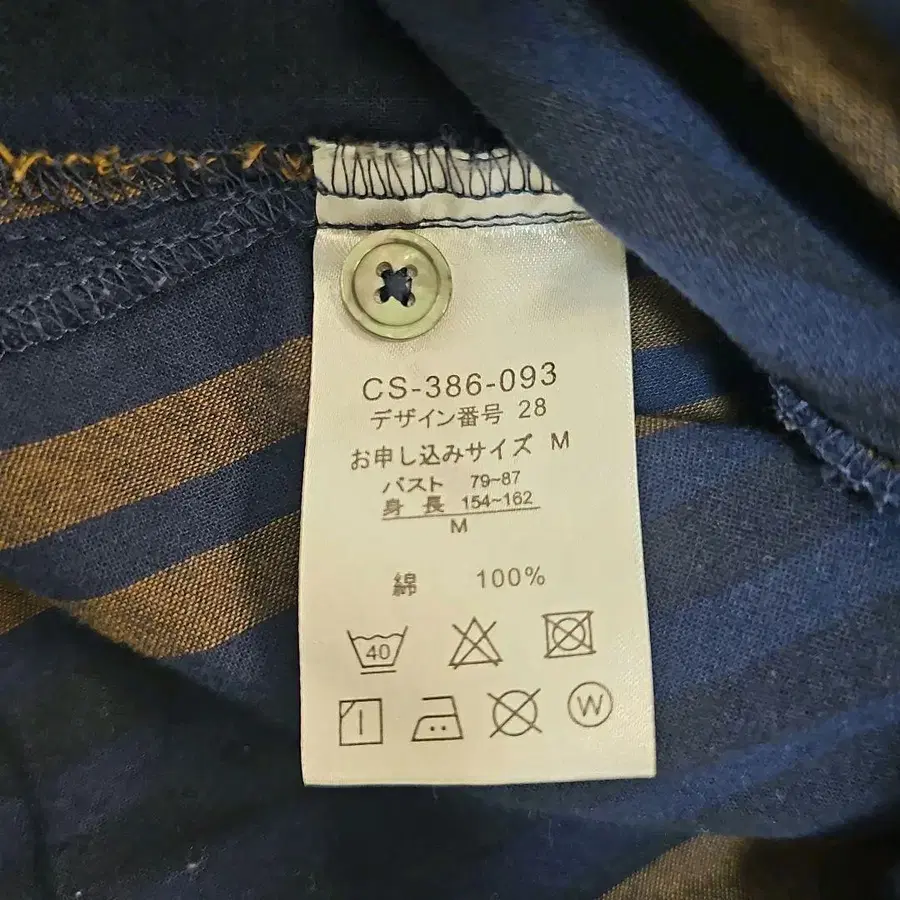 CS-386-093
デザイン番号 28
お申し込みサイズ M
バスト 79~87
身 長 154~162
M
綿 100%
40
W